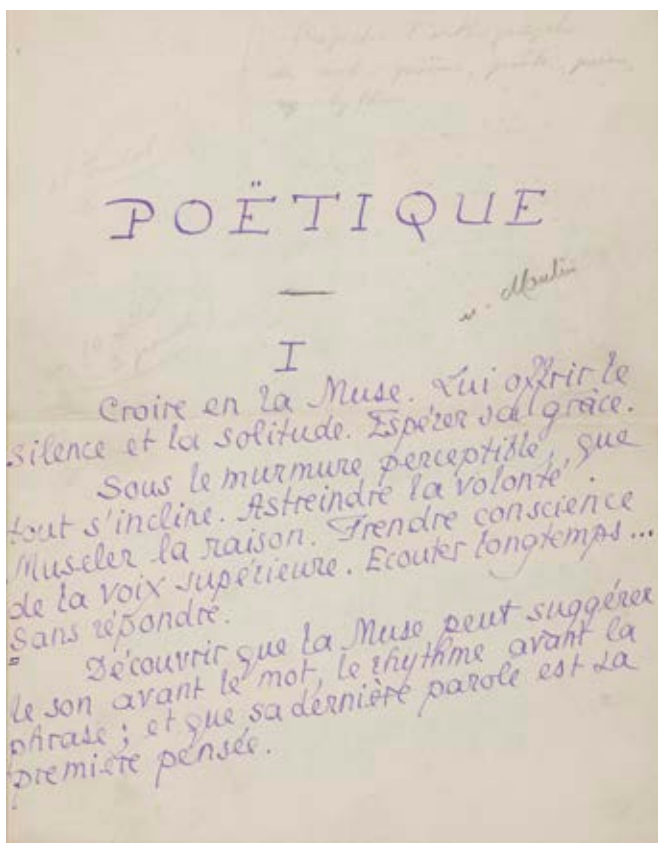 POËTIQUE
Moulin
I
Croire en la Muse. Lui offrir le
silence et la solitude. Espérer sa grâce.
Sous le murmure perceptible, que
tout s'incline. Astreindre la volonté.
Museler la raison. Prendre conscience
de la voix supérieure. Ecouter longtemps...
Sans répondre.
Découvrir que la Muse peut suggérer
le son avant le mot, le rhythme avant la
phrase ; et que sa dernière parole est La
première pensée.